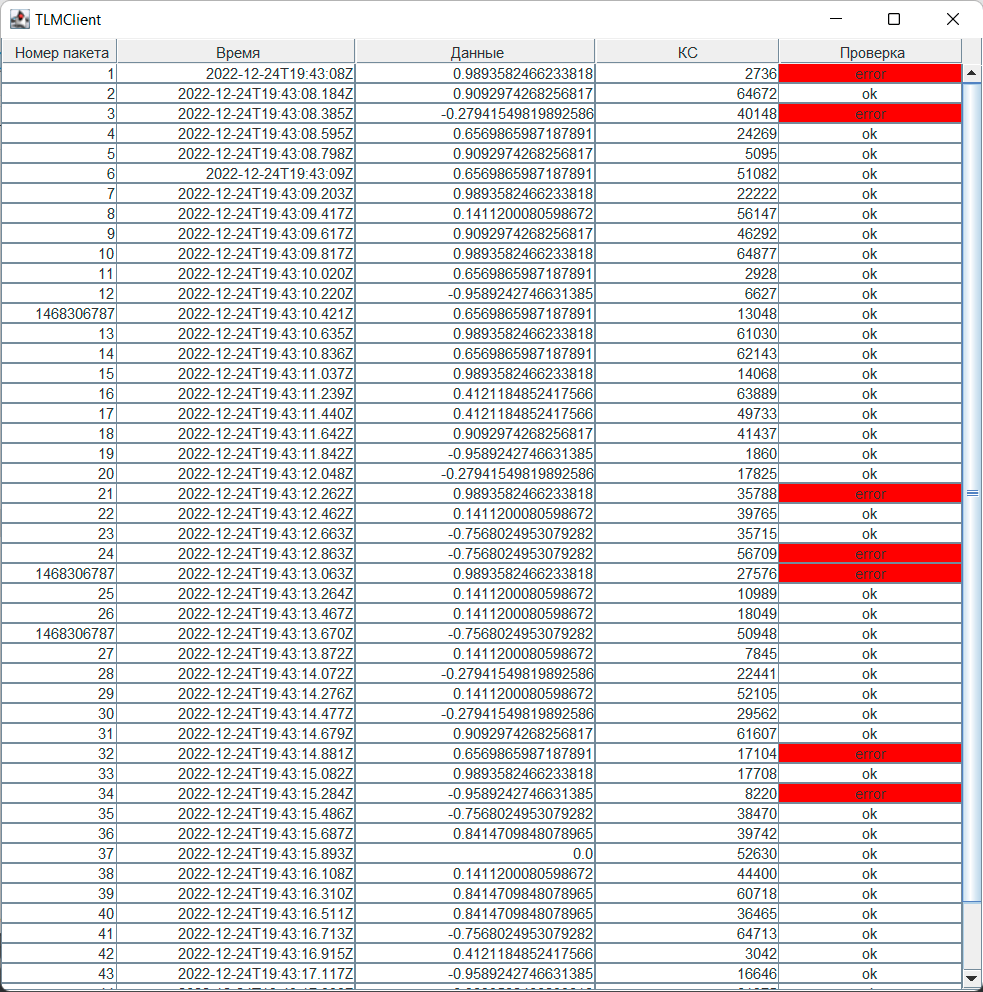 TLMClient
Номер пакета Время Данные КС Проверка
1 2022-12-24T19:43:08Z 0.9893582466233818 2736 error
2 2022-12-24T19:43:08.184Z 0.9092974268256817 64672 ok
3 2022-12-24T19:43:08.385Z -0.27941549819892586 40148 error
4 2022-12-24T19:43:08.595Z 0.6569865987187891 24269 ok
5 2022-12-24T19:43:08.798Z 0.9092974268256817 5095 ok
6 2022-12-24T19:43:09Z 0.6569865987187891 51082 ok
7 2022-12-24T19:43:09.203Z 0.9893582466233818 22222 ok
8 2022-12-24T19:43:09.417Z 0.1411200080598672 56147 ok
9 2022-12-24T19:43:09.617Z 0.9092974268256817 46292 ok
10 2022-12-24T19:43:09.817Z 0.9893582466233818 64877 ok
11 2022-12-24T19:43:10.020Z 0.6569865987187891 2928 ok
12 2022-12-24T19:43:10.220Z -0.9589242746631385 6627 ok
1468306787 2022-12-24T19:43:10.421Z 0.6569865987187891 13048 ok
13 2022-12-24T19:43:10.635Z 0.9893582466233818 61030 ok
14 2022-12-24T19:43:10.836Z 0.6569865987187891 62143 ok
15 2022-12-24T19:43:11.037Z 0.9893582466233818 14068 ok
16 2022-12-24T19:43:11.239Z 0.4121184852417566 63889 ok
17 2022-12-24T19:43:11.440Z 0.4121184852417566 49733 ok
18 2022-12-24T19:43:11.642Z 0.9092974268256817 41437 ok
19 2022-12-24T19:43:11.842Z -0.9589242746631385 1860 ok
20 2022-12-24T19:43:12.048Z -0.27941549819892586 17825 ok
21 2022-12-24T19:43:12.262Z 0.9893582466233818 35788 error
22 2022-12-24T19:43:12.462Z 0.1411200080598672 39765 ok
23 2022-12-24T19:43:12.663Z -0.7568024953079282 35715 ok
24 2022-12-24T19:43:12.863Z -0.7568024953079282 56709 error
1468306787 2022-12-24T19:43:13.063Z 0.9893582466233818 27576 error
25 2022-12-24T19:43:13.264Z 0.1411200080598672 10989 ok
26 2022-12-24T19:43:13.467Z 0.1411200080598672 18049 ok
1468306787 2022-12-24T19:43:13.670Z -0.7568024953079282 50948 ok
27 2022-12-24T19:43:13.872Z 0.1411200080598672 7845 ok
28 2022-12-24T19:43:14.072Z -0.27941549819892586 22441 ok
29 2022-12-24T19:43:14.276Z 0.1411200080598672 52105 ok
30 2022-12-24T19:43:14.477Z -0.27941549819892586 29562 ok
31 2022-12-24T19:43:14.679Z 0.9092974268256817 61607 ok
32 2022-12-24T19:43:14.881Z 0.6569865987187891 17104 error
33 2022-12-24T19:43:15.082Z 0.9893582466233818 17708 ok
34 2022-12-24T19:43:15.284Z -0.9589242746631385 8220 error
35 2022-12-24T19:43:15.486Z -0.7568024953079282 38470 ok
36 2022-12-24T19:43:15.687Z 0.8414709848078965 39742 ok
37 2022-12-24T19:43:15.893Z 0.0 52630 ok
38 2022-12-24T19:43:16.108Z 0.1411200080598672 44400 ok
39 2022-12-24T19:43:16.310Z 0.8414709848078965 60718 ok
40 2022-12-24T19:43:16.511Z 0.8414709848078965 36465 ok
41 2022-12-24T19:43:16.713Z -0.7568024953079282 64713 ok
42 2022-12-24T19:43:16.915Z 0.4121184852417566 3042 ok
43 2022-12-24T19:43:17.117Z -0.9589242746631385 16646 ok